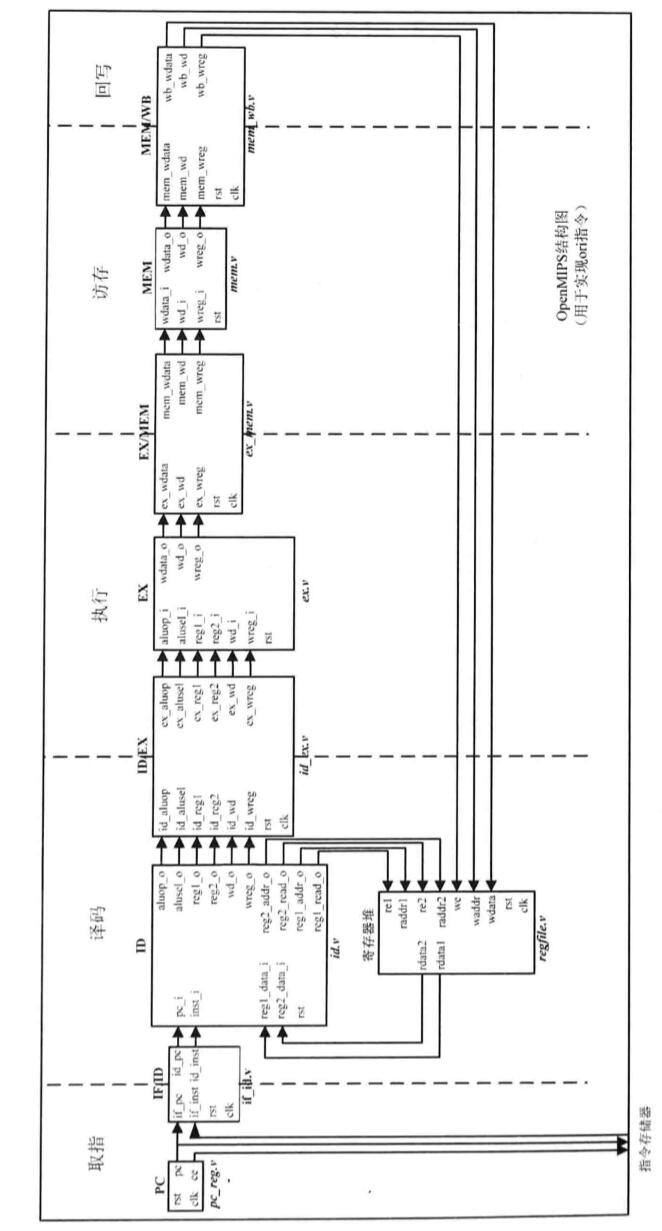 取指
译码
执行
访存
回写
PC
rst pc
clk ce
pc_reg.v
IF/ID
if_pc id_pc
if_inst id_inst
rst
clk
if_id.v
ID
pc_i
inst_i
reg1_data_i
reg2_data_i
rst
aluop_o
alusel_o
reg1_o
reg2_o
wd_o
wreg_o
reg2_addr_o
reg2_read_o
reg1_addr_o
reg1_read_o
id.v
寄存器堆
rdata2
rdata1
re1
raddr1
re2
raddr2
we
waddr
wdata
rst
clk
regfile.v
ID/EX
id_aluop ex_aluop
id_alusel ex_alusel
id_reg1 ex_reg1
id_reg2 ex_reg2
id_wd ex_wd
id_wreg ex_wreg
rst
clk
id_ex.v
EX
aluop_i wdata_o
alusel_i wd_o
reg1_i wreg_o
reg2_i
wd_i
wreg_i
rst
ex.v
EX/MEM
ex_wdata mem_wdata
ex_wd mem_wd
ex_wreg mem_wreg
rst
clk
ex_mem.v
MEM
wdata_i wdata_o
wd_i wd_o
wreg_i wreg_o
rst
mem.v
MEM/WB
mem_wdata wb_wdata
mem_wd wb_wd
mem_wreg wb_wreg
rst
clk
mem_wb.v
OpenMIPS结构图
（用于实现ori指令）
指令存储器